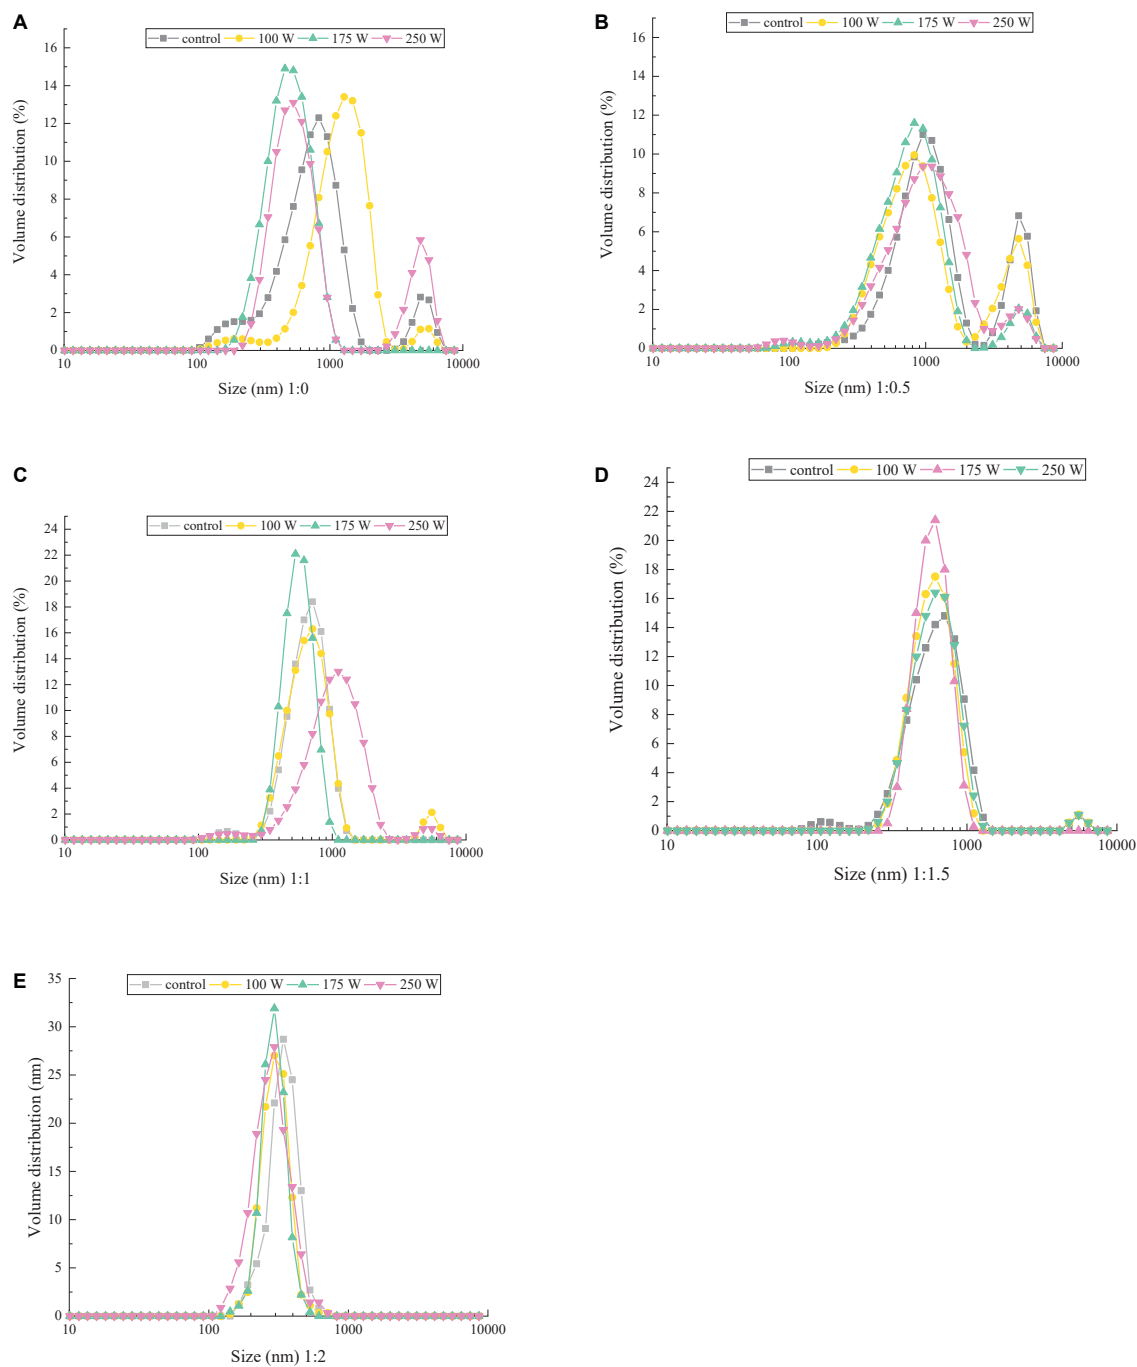 A
control 100 W 175 W 250 W
Volume distribution (%)
16
14
12
10
8
6
4
2
0
10 100 1000 10000
Size (nm) 1:0
B
control 100 W 175 W 250 W
Volume distribution (%)
16
14
12
10
8
6
4
2
0
10 100 1000 10000
Size (nm) 1:0.5
C
control 100 W 175 W 250 W
Volume distribution (%)
24
22
20
18
16
14
12
10
8
6
4
2
0
10 100 1000 10000
Size (nm) 1:1
D
control 100 W 175 W 250 W
Volume distribution (%)
24
22
20
18
16
14
12
10
8
6
4
2
0
10 100 1000 10000
Size (nm) 1:1.5
E
control 100 W 175 W 250 W
Volume distribution (nm)
35
30
25
20
15
10
5
0
10 100 1000 10000
Size (nm) 1:2